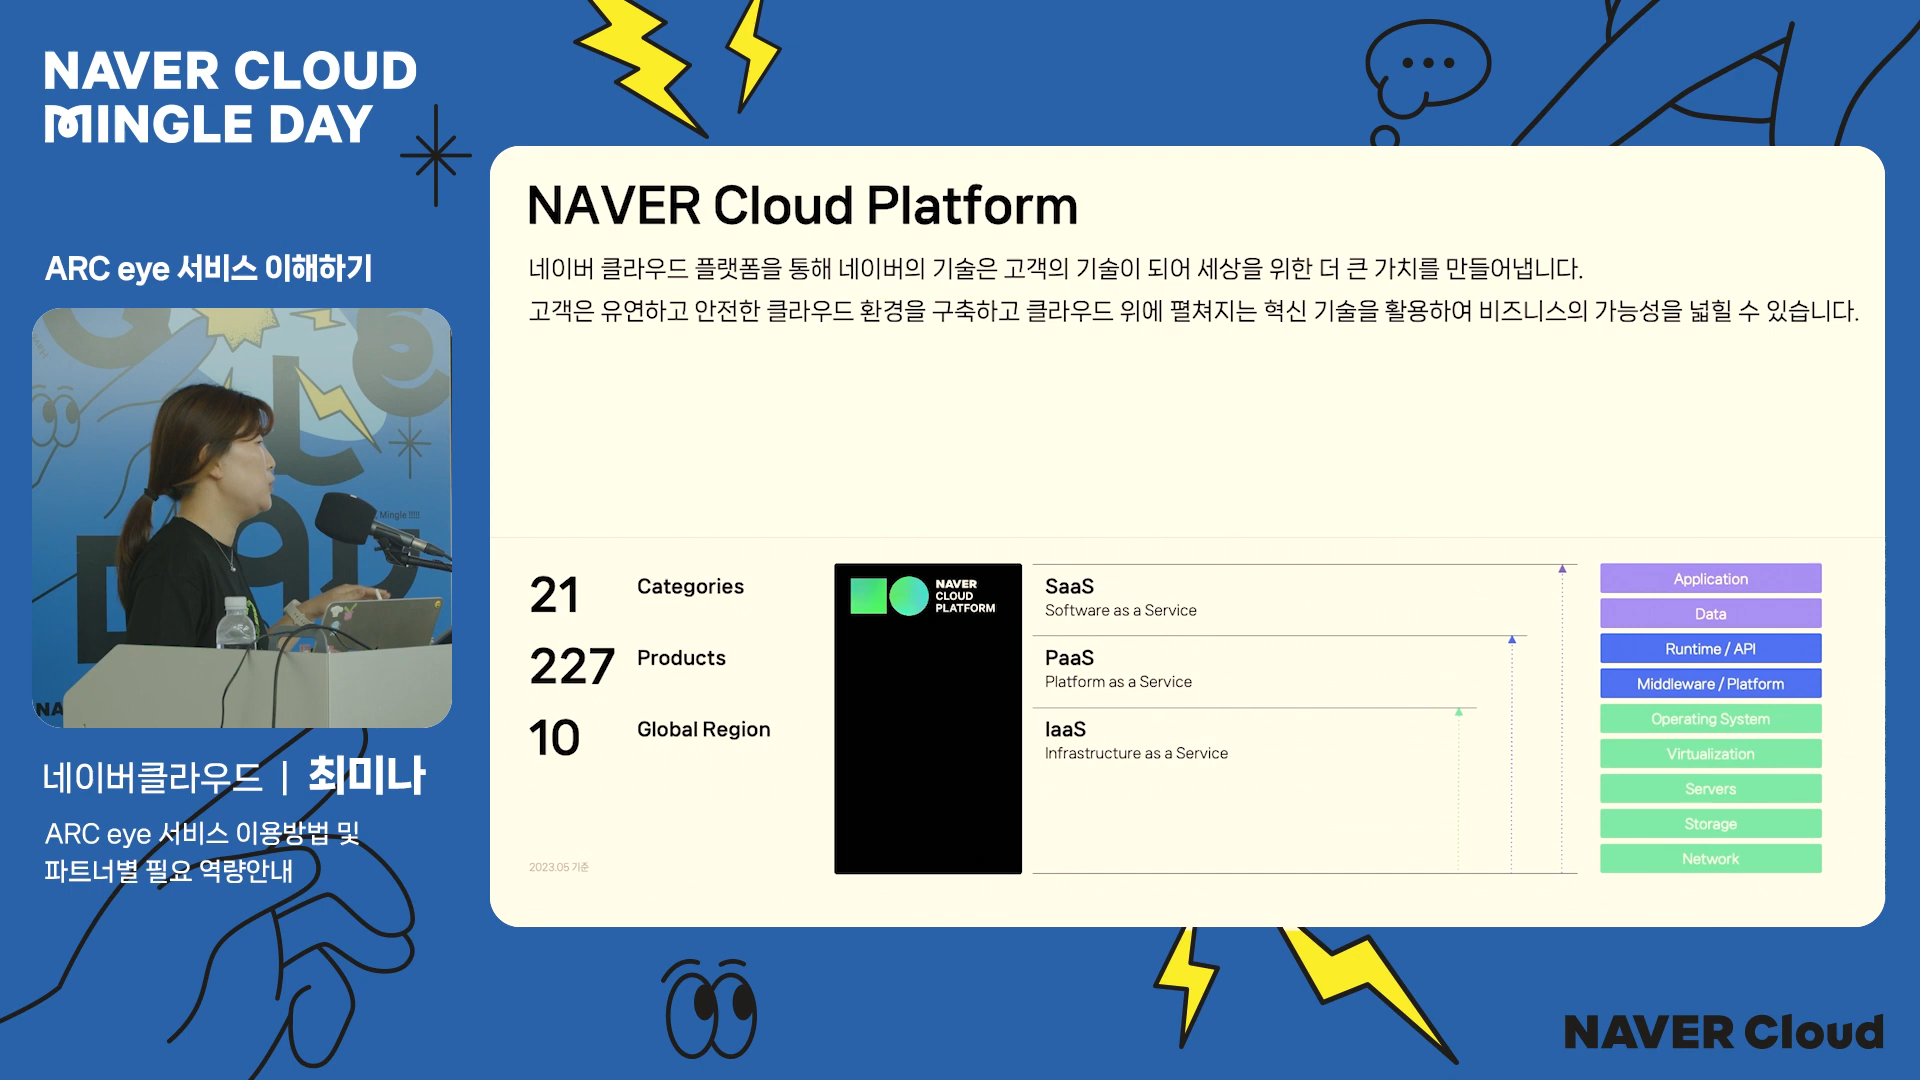 NAVER CLOUD
MINGLE DAY
ARC eye 서비스 이해하기
Mingle !!!!!
NA
네이버클라우드 | 최미나
ARC eye 서비스 이용방법 및
파트너별 필요 역량안내
NAVER Cloud Platform
네이버 클라우드 플랫폼을 통해 네이버의 기술은 고객의 기술이 되어 세상을 위한 더 큰 가치를 만들어냅니다.
고객은 유연하고 안전한 클라우드 환경을 구축하고 클라우드 위에 펼쳐지는 혁신 기술을 활용하여 비즈니스의 가능성을 넓힐 수 있습니다.
21 Categories
227 Products
10 Global Region
2023.05 기준
NAVER
CLOUD
PLATFORM
SaaS
Software as a Service
PaaS
Platform as a Service
IaaS
Infrastructure as a Service
Application
Data
Runtime / API
Middleware / Platform
Operating System
Virtualization
Servers
Storage
Network
NAVER Cloud